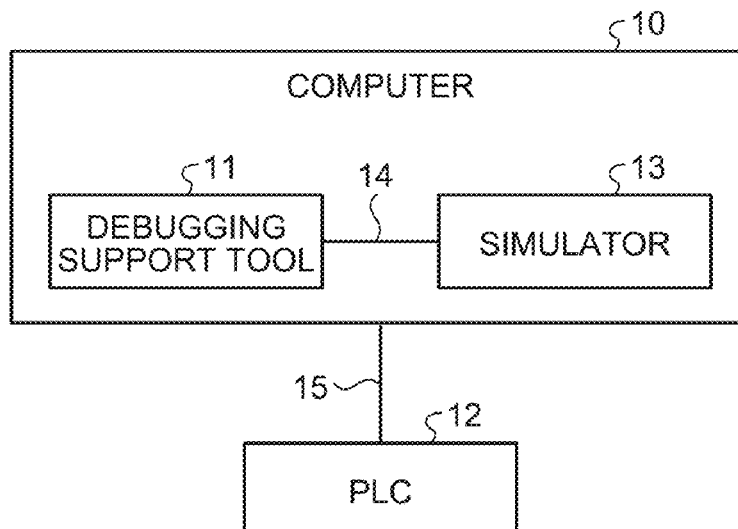 10
COMPUTER
11
14
13
DEBUGGING
SUPPORT TOOL
SIMULATOR
15
12
PLC